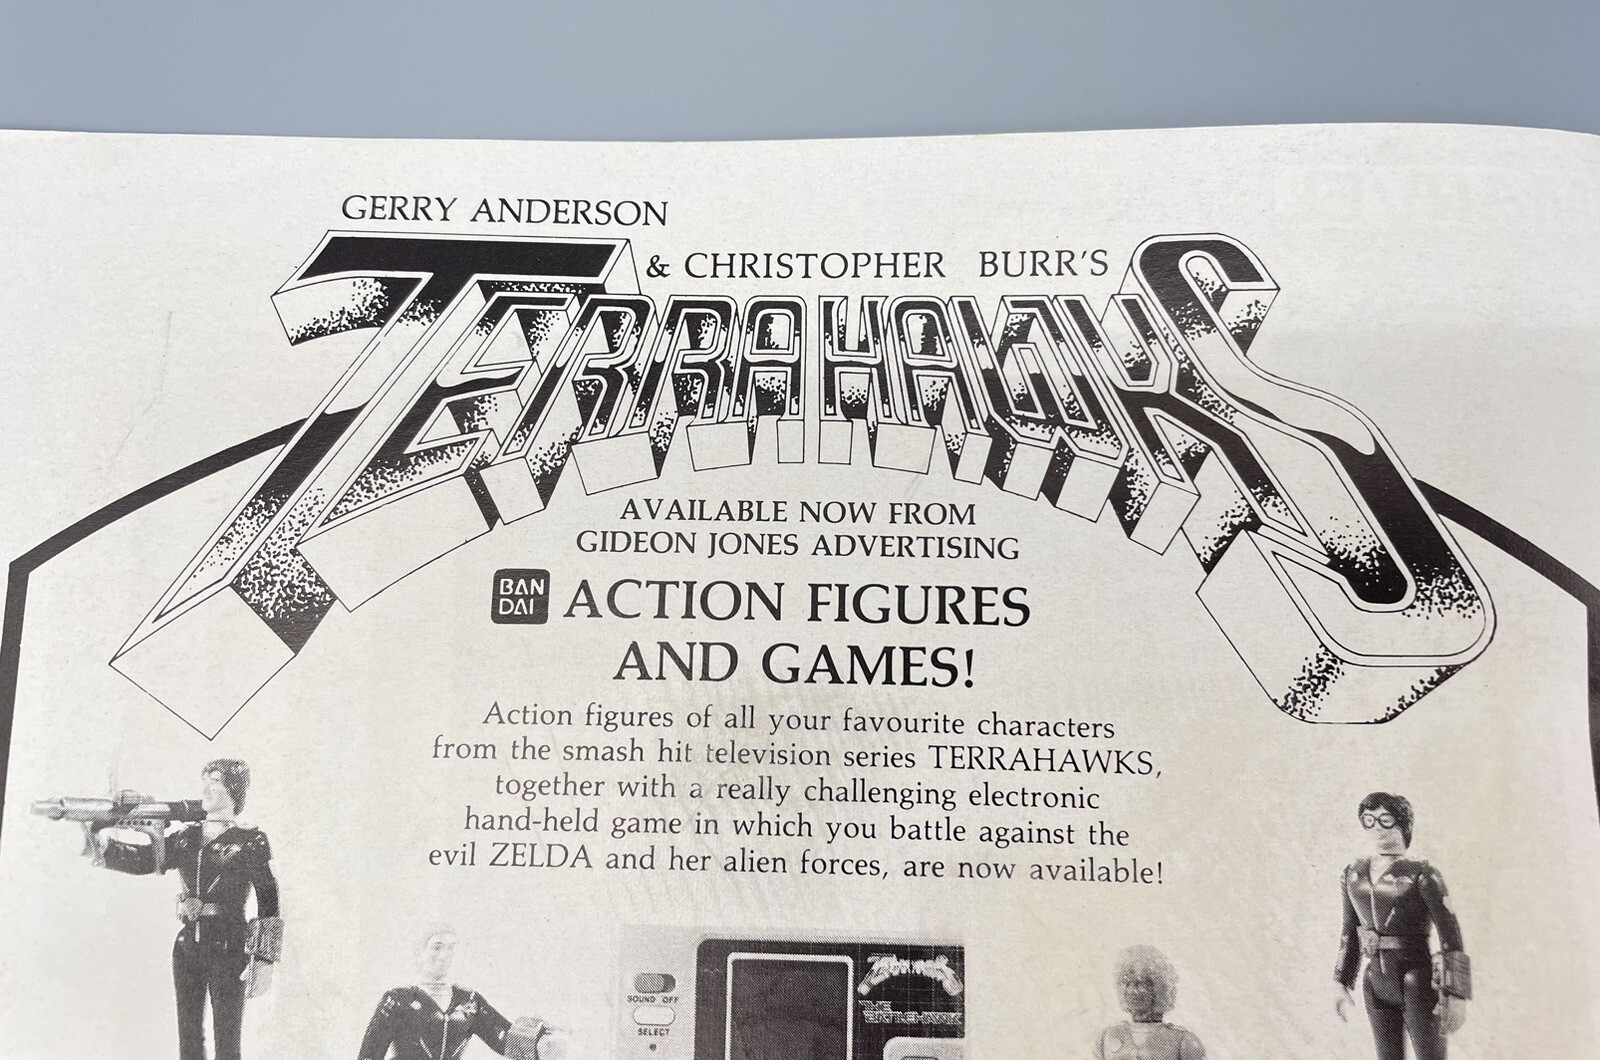 GERRY ANDERSON
& CHRISTOPHER BURR'S
TERRAHAWKS
AVAILABLE NOW FROM
GIDEON JONES ADVERTISING
BAN
DAI
ACTION FIGURES
AND GAMES!
Action figures of all your favourite characters
from the smash hit television series TERRAHAWKS,
together with a really challenging electronic
hand-held game in which you battle against the
evil ZELDA and her alien forces, are now available!
TERRAHAWKS
SOUND OFF
THE
SELECT